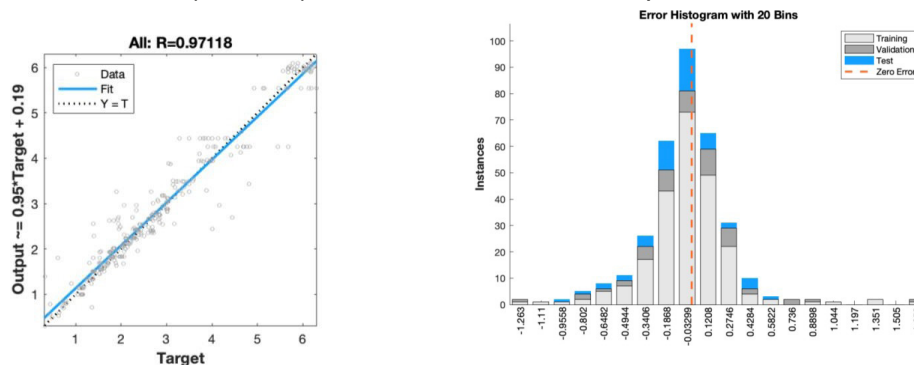 All: R=0.97118
Data
Fit
Y = T
Output ~= 0.95*Target + 0.19
6
5
4
3
2
1
1 2 3 4 5 6
Target
Error Histogram with 20 Bins
Training
Validation
Test
Zero Error
Instances
100
90
80
70
60
50
40
30
20
10
0
-1.263
-1.11
-0.9558
-0.802
-0.6482
-0.4944
-0.3406
-0.1868
-0.03299
0.1208
0.2746
0.4284
0.5822
0.736
0.8898
1.044
1.197
1.351
1.505